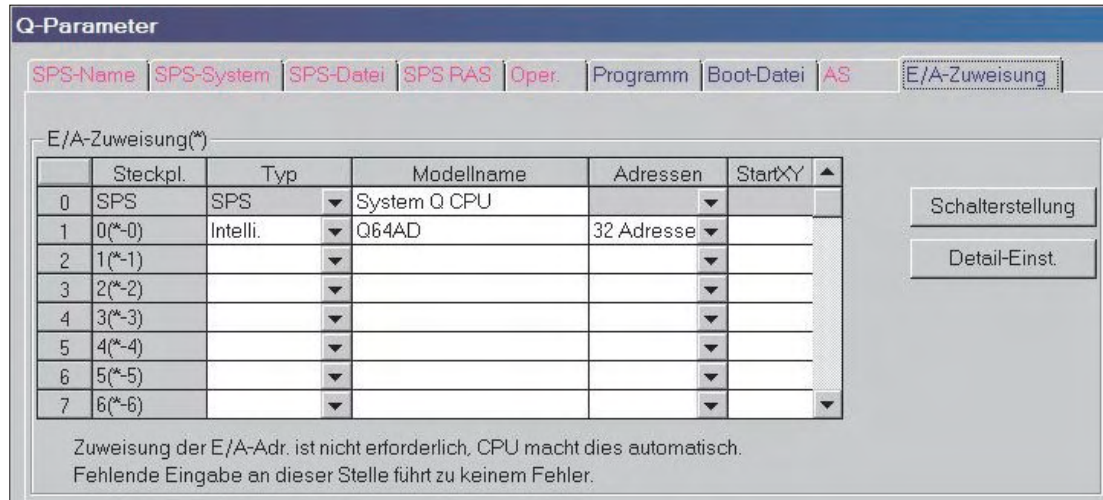 Q-Parameter
SPS-Name SPS-System SPS-Datei SPS RAS Oper. Programm Boot-Datei AS E/A-Zuweisung
E/A-Zuweisung(*)
Steckpl. Typ Modellname Adressen StartXY
0 SPS SPS System Q CPU
1 0(*-0) Intelli. Q64AD 32 Adresse
2 1(*-1)
3 2(*-2)
4 3(*-3)
5 4(*-4)
6 5(*-5)
7 6(*-6)
Schalterstellung
Detail-Einst.
Zuweisung der E/A-Adr. ist nicht erforderlich, CPU macht dies automatisch.
Fehlende Eingabe an dieser Stelle führt zu keinem Fehler.